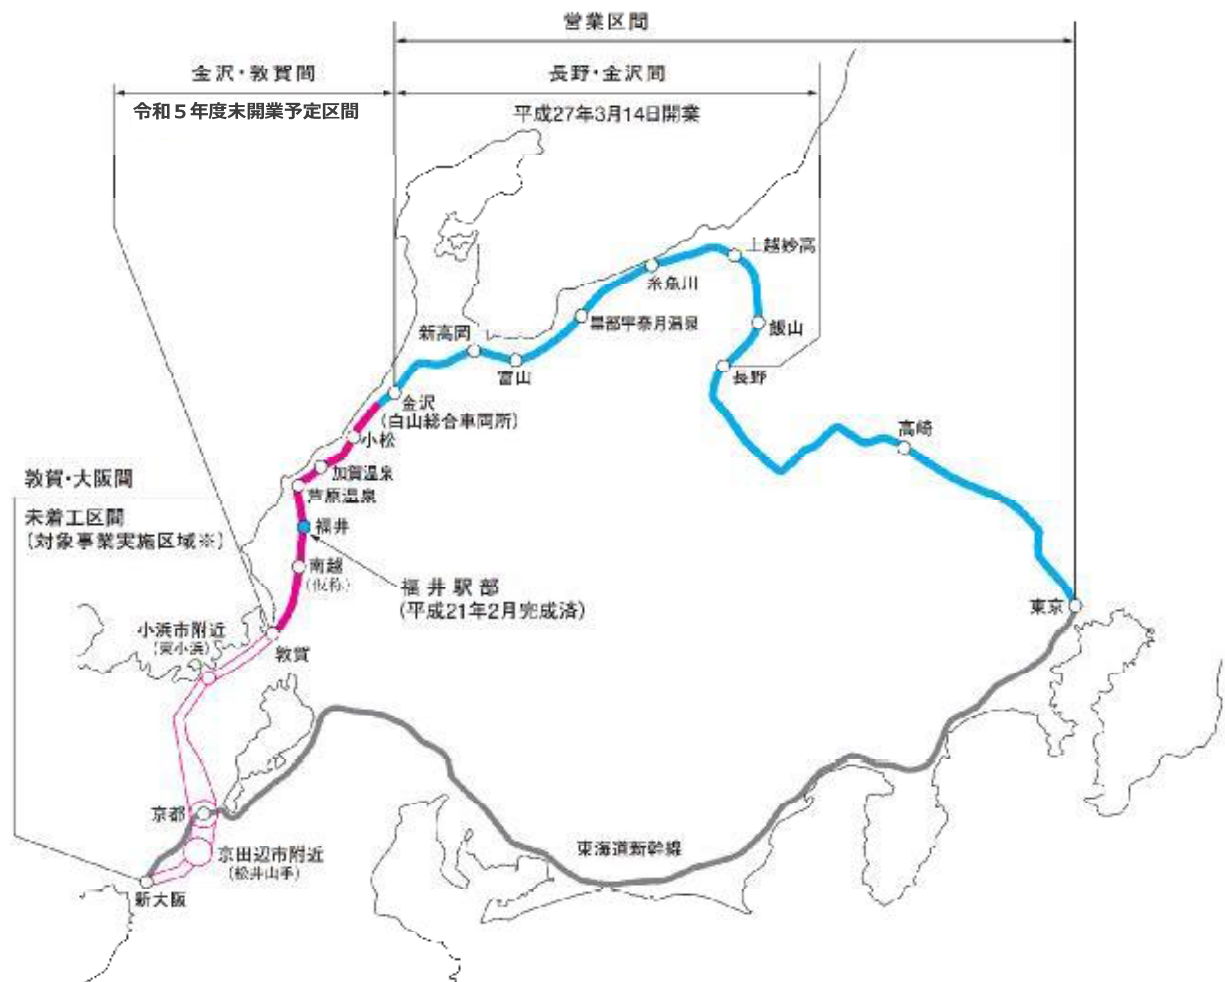 営業区間
金沢・敦賀間
長野・金沢間
令和５年度末開業予定区間
平成27年3月14日開業
上越妙高
糸魚川
黒部宇奈月温泉
飯山
新高岡
富山
長野
金沢
(白山総合車両所)
小松
高崎
加賀温泉
芦原温泉
敦賀・大阪間
未着工区間
(対象事業実施区域※)
福井
南越
(仮称)
福井駅部
(平成21年2月完成済)
東京
小浜市附近
(東小浜)
敦賀
京都
京田辺市附近
(松井山手)
東海道新幹線
新大阪